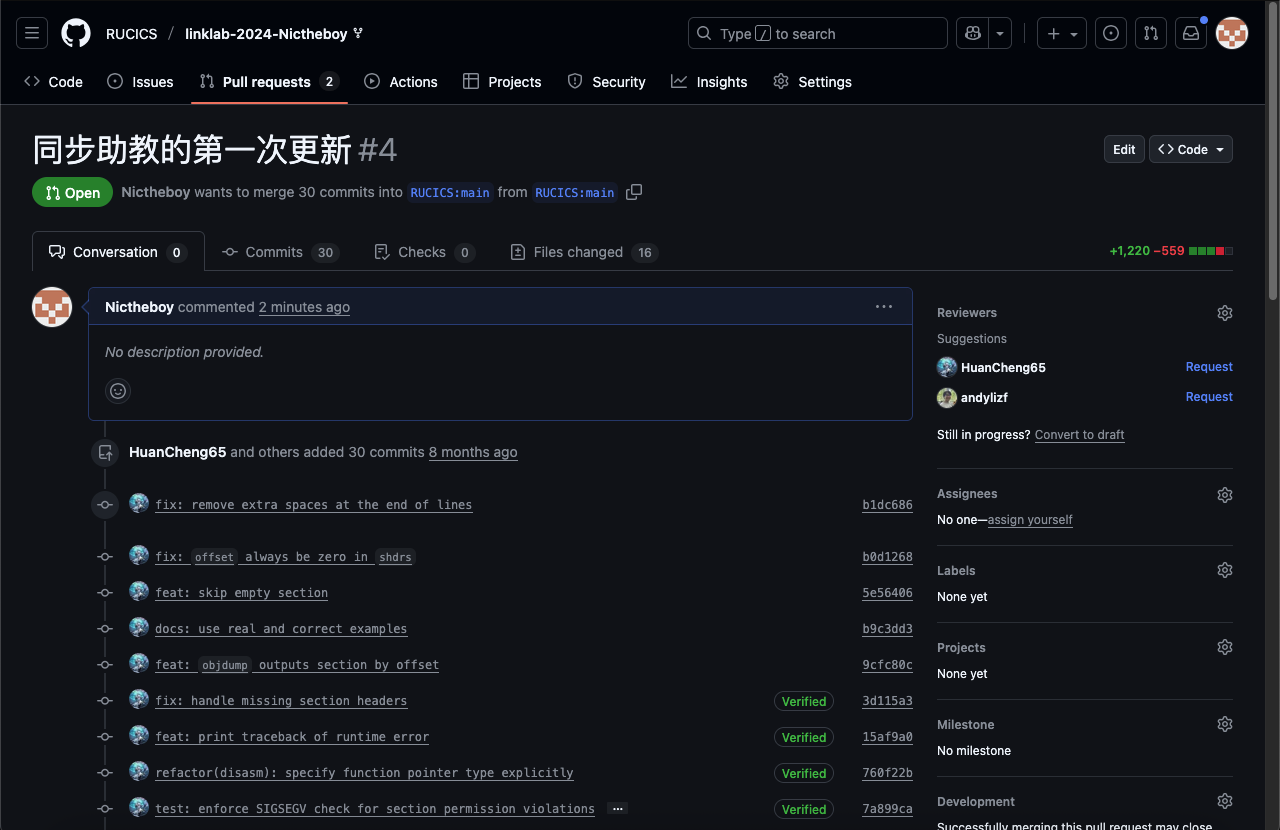 RUCICS / linklab-2024-Nictheboy
Type / to search
Code
Issues
Pull requests 2
Actions
Projects
Security
Insights
Settings
同步助教的第一次更新 #4
Edit
Code
Open
Nictheboy wants to merge 30 commits into RUCICS:main from RUCICS:main
Conversation 0
Commits 30
Checks 0
Files changed 16
+1,220 −559
Nictheboy commented 2 minutes ago
No description provided.
HuanCheng65 and others added 30 commits 8 months ago
fix: remove extra spaces at the end of lines b1dc686
fix: offset always be zero in shdrs b0d1268
feat: skip empty section 5e56406
docs: use real and correct examples b9c3dd3
feat: objdump outputs section by offset 9cfc80c
fix: handle missing section headers Verified 3d115a3
feat: print traceback of runtime error Verified 15af9a0
refactor(disasm): specify function pointer type explicitly Verified 760f22b
test: enforce SIGSEGV check for section permission violations … Verified 7a899ca
Reviewers
Suggestions
HuanCheng65 Request
andylizf Request
Still in progress? Convert to draft
Assignees
No one—assign yourself
Labels
None yet
Projects
None yet
Milestone
No milestone
Development
Successfully merging this pull request may close